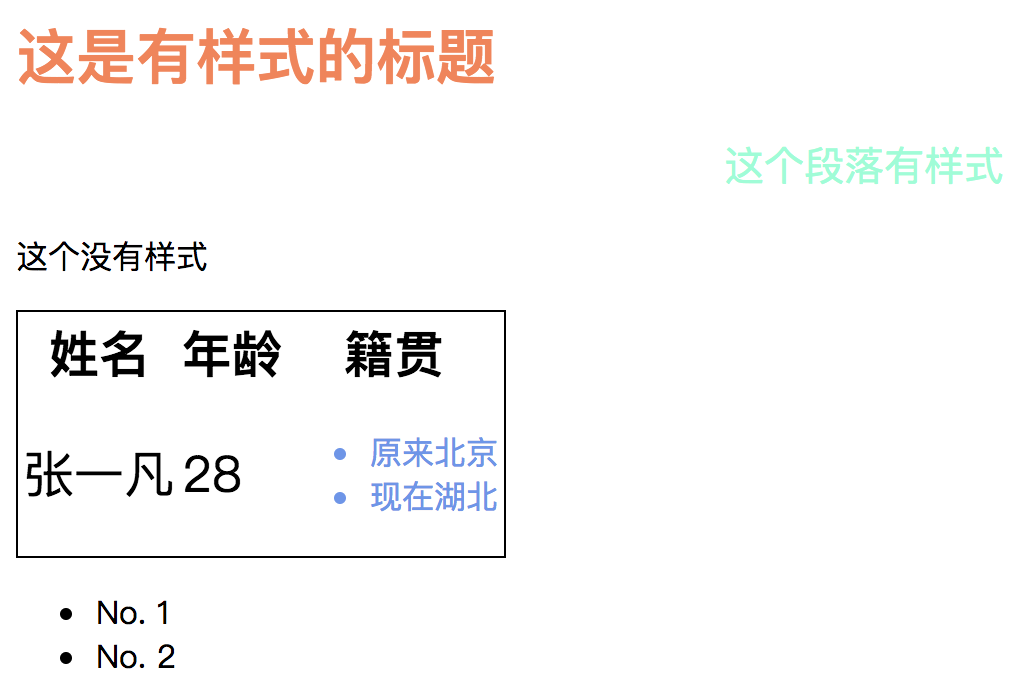 这是有样式的标题
这个段落有样式
这个没有样式
姓名 年龄 籍贯
张一凡 28
原来北京
现在湖北
No. 1
No. 2